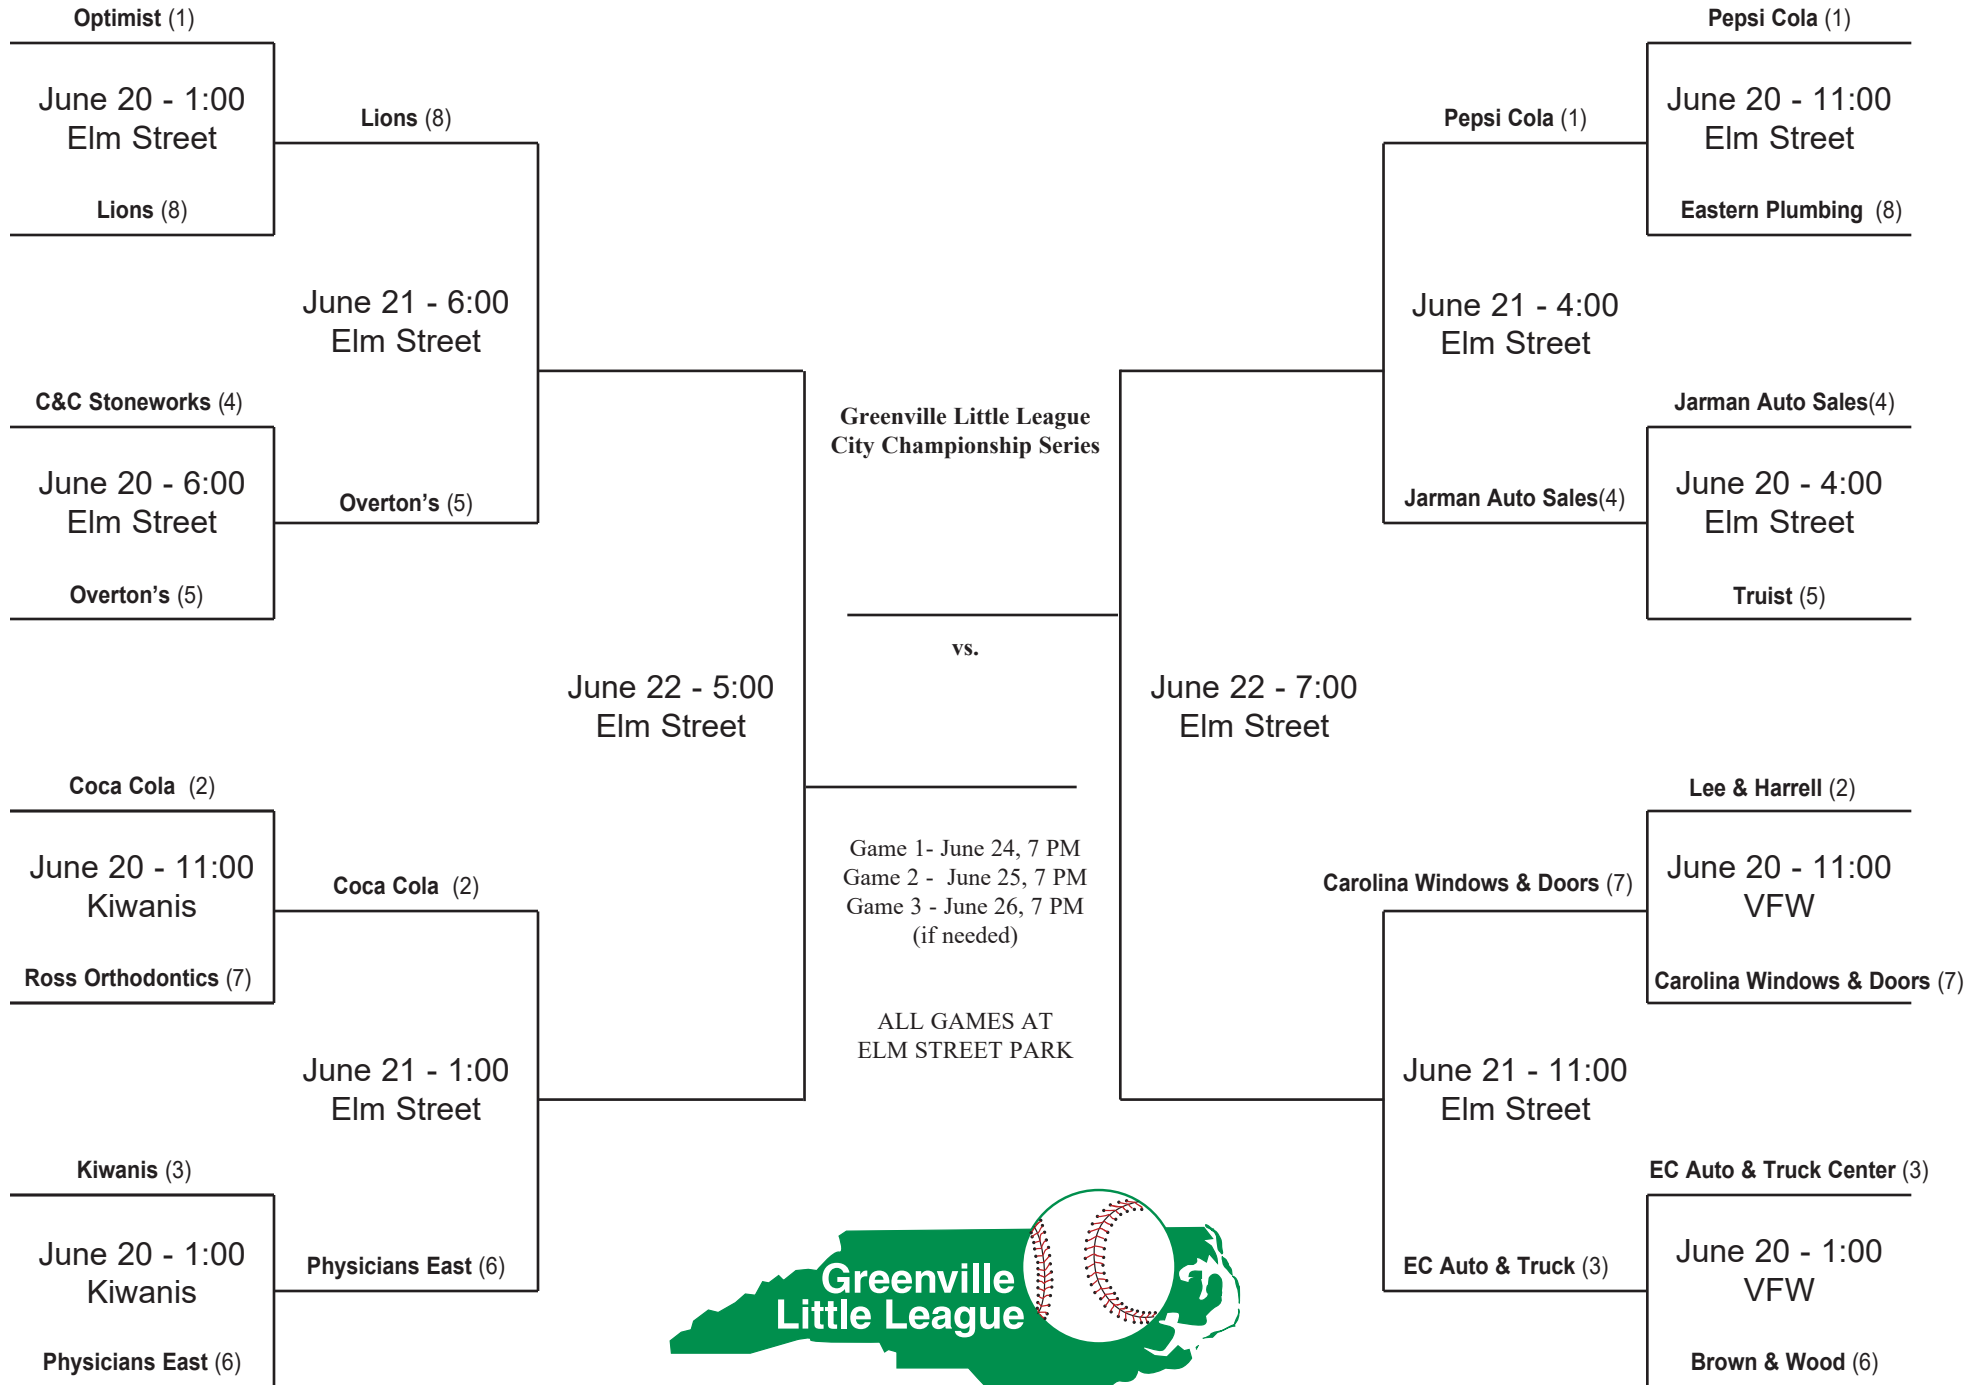 Optimist (1)
June 20 - 1:00
Elm Street
Lions (8)
Lions (8)
June 21 - 6:00
Elm Street
C&C Stoneworks (4)
June 20 - 6:00
Elm Street
Overton’s (5)
Overton’s (5)
June 22 - 5:00
Elm Street
Coca Cola (2)
June 20 - 11:00
Kiwanis
Coca Cola (2)
Ross Orthodontics (7)
June 21 - 1:00
Elm Street
Kiwanis (3)
June 20 - 1:00
Kiwanis
Physicians East (6)
Physicians East (6)
Greenville Little League
City Championship Series
vs.
Game 1- June 24, 7 PM
Game 2 - June 25, 7 PM
Game 3 - June 26, 7 PM
(if needed)
ALL GAMES AT
ELM STREET PARK
Greenville
Little League
Pepsi Cola (1)
Pepsi Cola (1)
June 20 - 11:00
Elm Street
Eastern Plumbing (8)
June 21 - 4:00
Elm Street
Jarman Auto Sales(4)
Jarman Auto Sales(4)
June 20 - 4:00
Elm Street
Truist (5)
June 22 - 7:00
Elm Street
Lee & Harrell (2)
Carolina Windows & Doors (7)
June 20 - 11:00
VFW
Carolina Windows & Doors (7)
June 21 - 11:00
Elm Street
EC Auto & Truck Center (3)
EC Auto & Truck (3)
June 20 - 1:00
VFW
Brown & Wood (6)